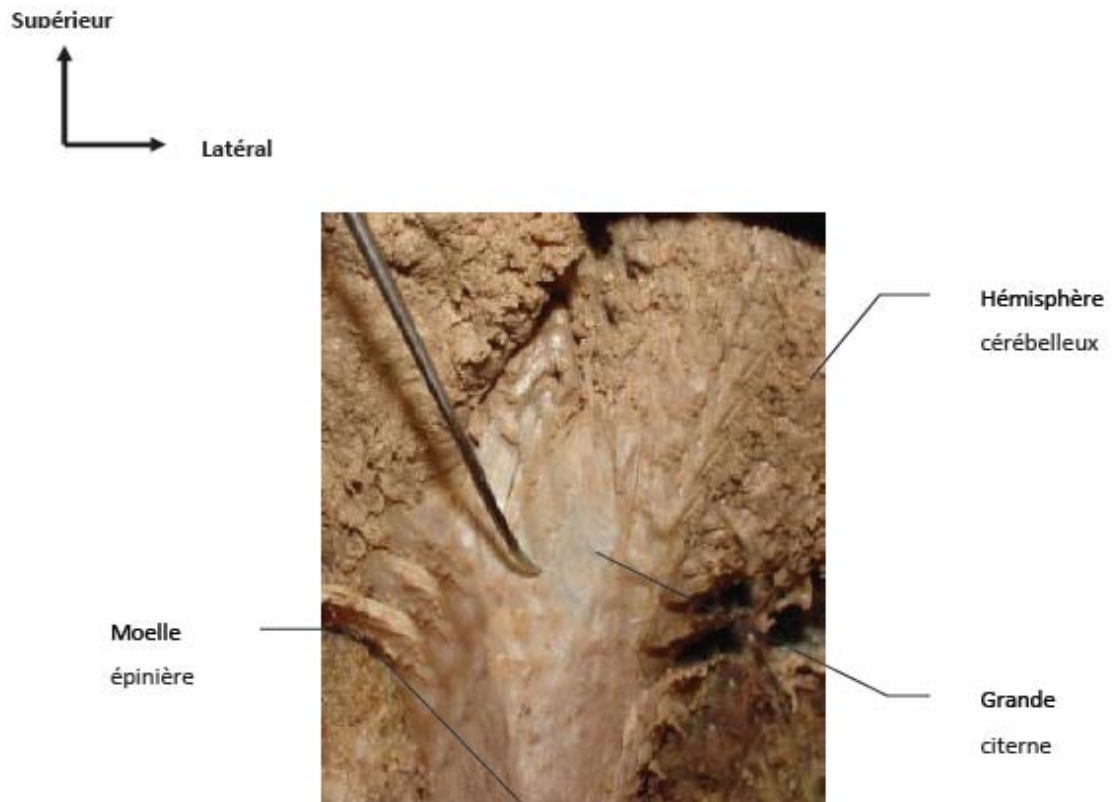 Supérieur
Latéral
Hémisphère
cérébelleux
Moelle
épinière
Grande
citerne